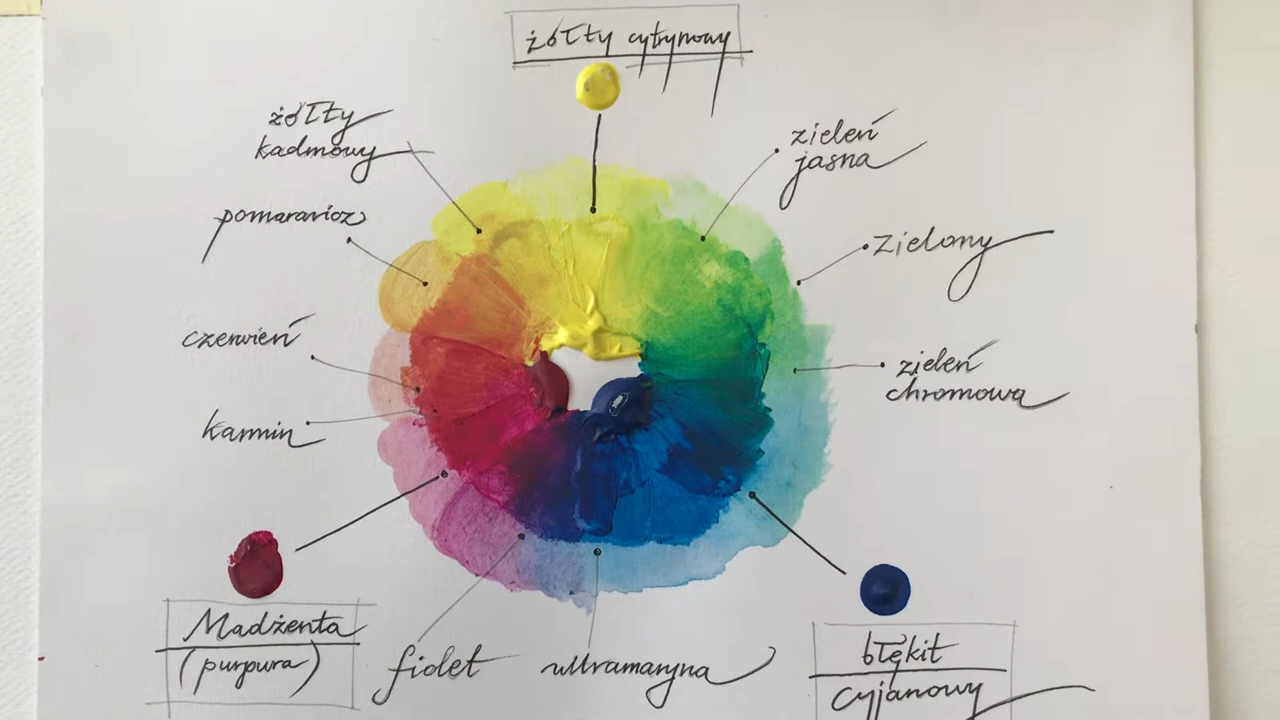 żółty cytrynowy
żółty
kadmowy
zieleń
jasna
pomarańcz
zielony
czerwień
zieleń
chromowa
karmin
Madżenta
(purpura)
fiolet
ultramaryna
błękit
cyjanowy